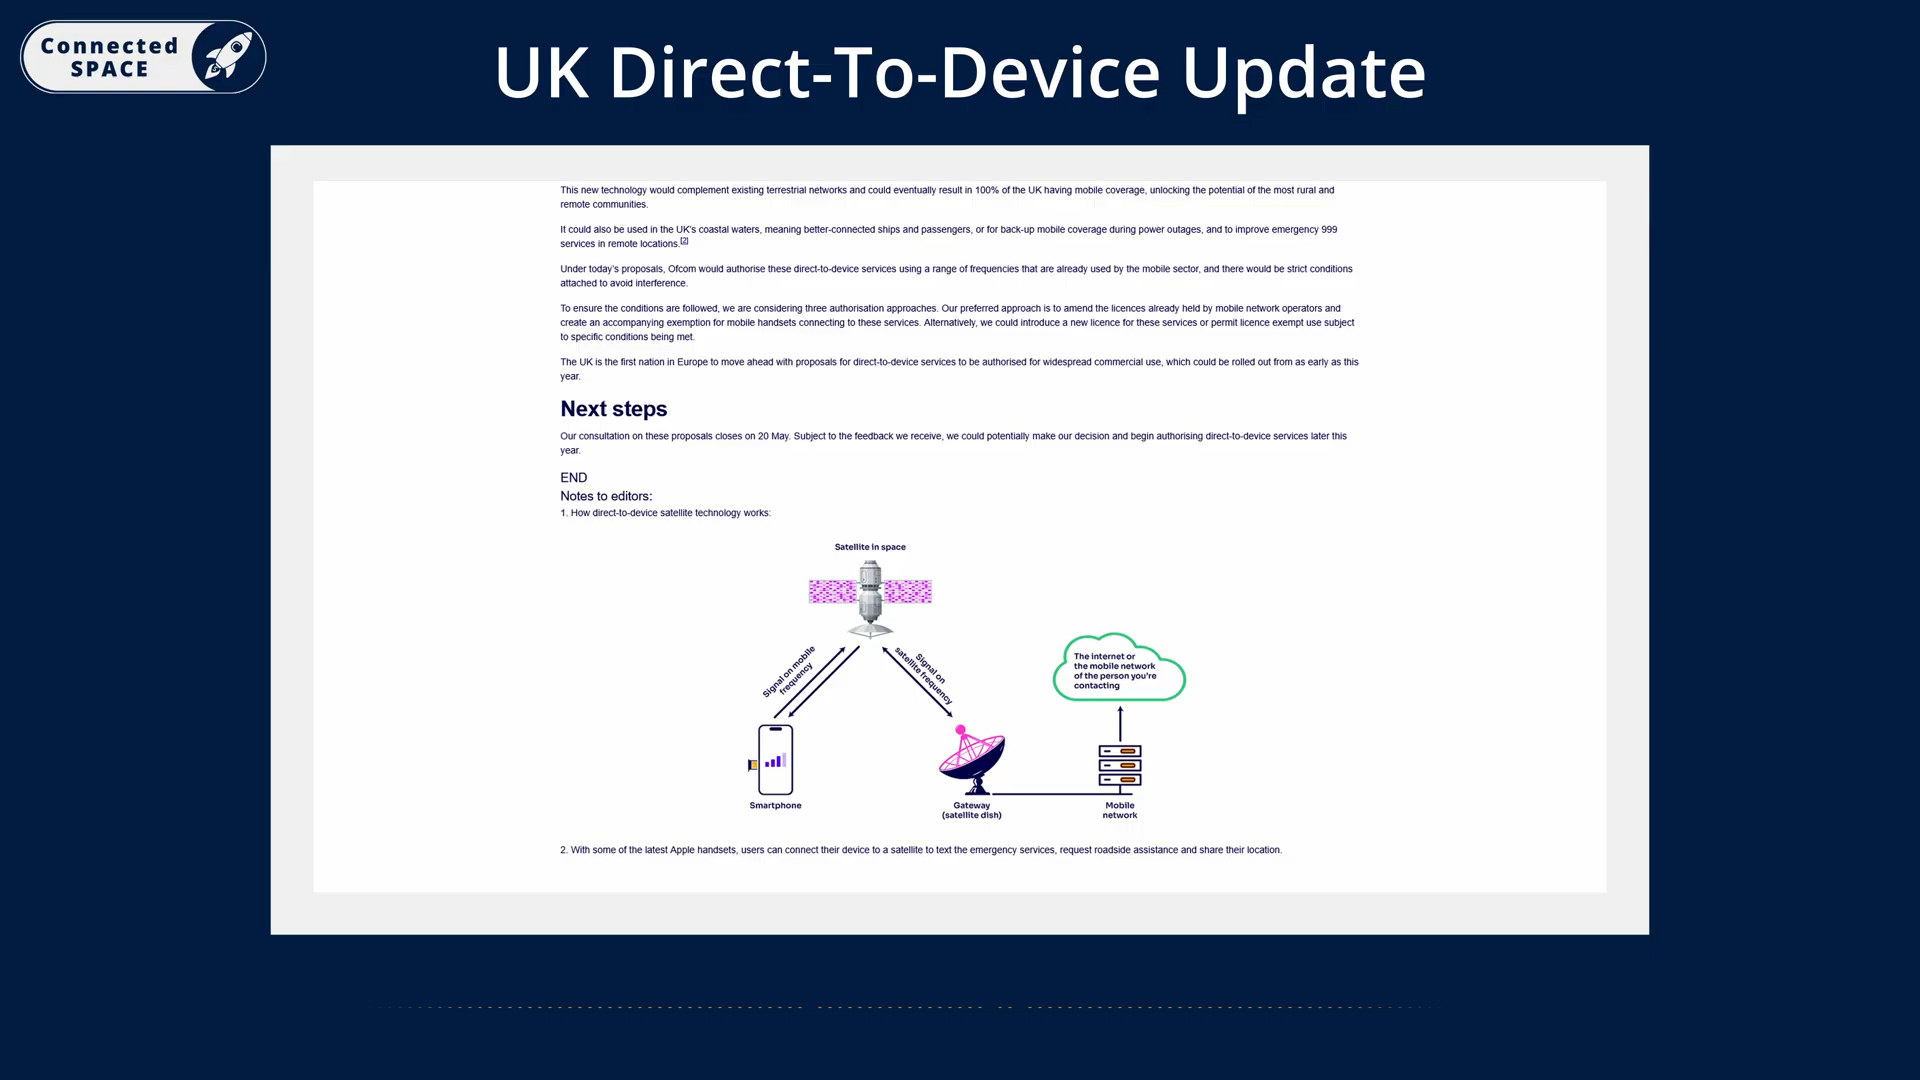 Connected
SPACE
UK Direct-To-Device Update
This new technology would complement existing terrestrial networks and could eventually result in 100% of the UK having mobile coverage, unlocking the potential of the most rural and
remote communities.
It could also be used in the UK's coastal waters, meaning better-connected ships and passengers, or for back-up mobile coverage during power outages, and to improve emergency 999
services in remote locations.[2]
Under today's proposals, Ofcom would authorise these direct-to-device services using a range of frequencies that are already used by the mobile sector, and there would be strict conditions
attached to avoid interference.
To ensure the conditions are followed, we are considering three authorisation approaches. Our preferred approach is to amend the licences already held by mobile network operators and
create an accompanying exemption for mobile handsets connecting to these services. Alternatively, we could introduce a new licence for these services or permit licence exempt use subject
to specific conditions being met.
The UK is the first nation in Europe to move ahead with proposals for direct-to-device services to be authorised for widespread commercial use, which could be rolled out from as early as this
year.
Next steps
Our consultation on these proposals closes on 20 May. Subject to the feedback we receive, we could potentially make our decision and begin authorising direct-to-device services later this
year.
END
Notes to editors:
1. How direct-to-device satellite technology works:
Satellite in space
Signal on mobile
frequency
Signal on
satellite frequency
The internet or
the mobile network
of the person you're
contacting
Smartphone
Gateway
(satellite dish)
Mobile
network
2. With some of the latest Apple handsets, users can connect their device to a satellite to text the emergency services, request roadside assistance and share their location.